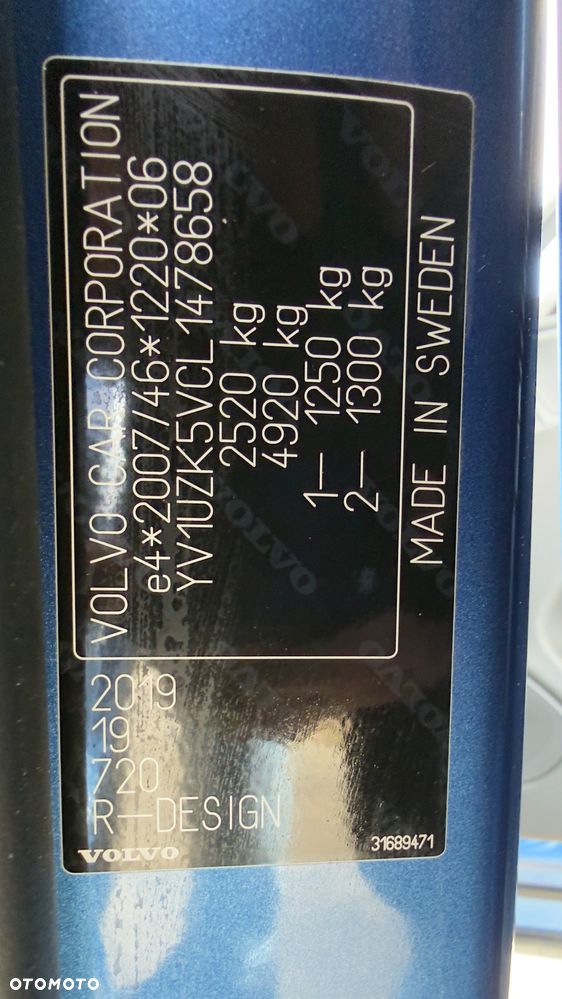 VOLVO CAR CORPORATION
e4*2007/46*1220*06
YV1UZK5VCL1478658
2520 kg
4920 kg
1— 1250 kg
2— 1300 kg
MADE IN SWEDEN
2019
19
720
R—DESIGN
VOLVO
31689471
OTOMOTO